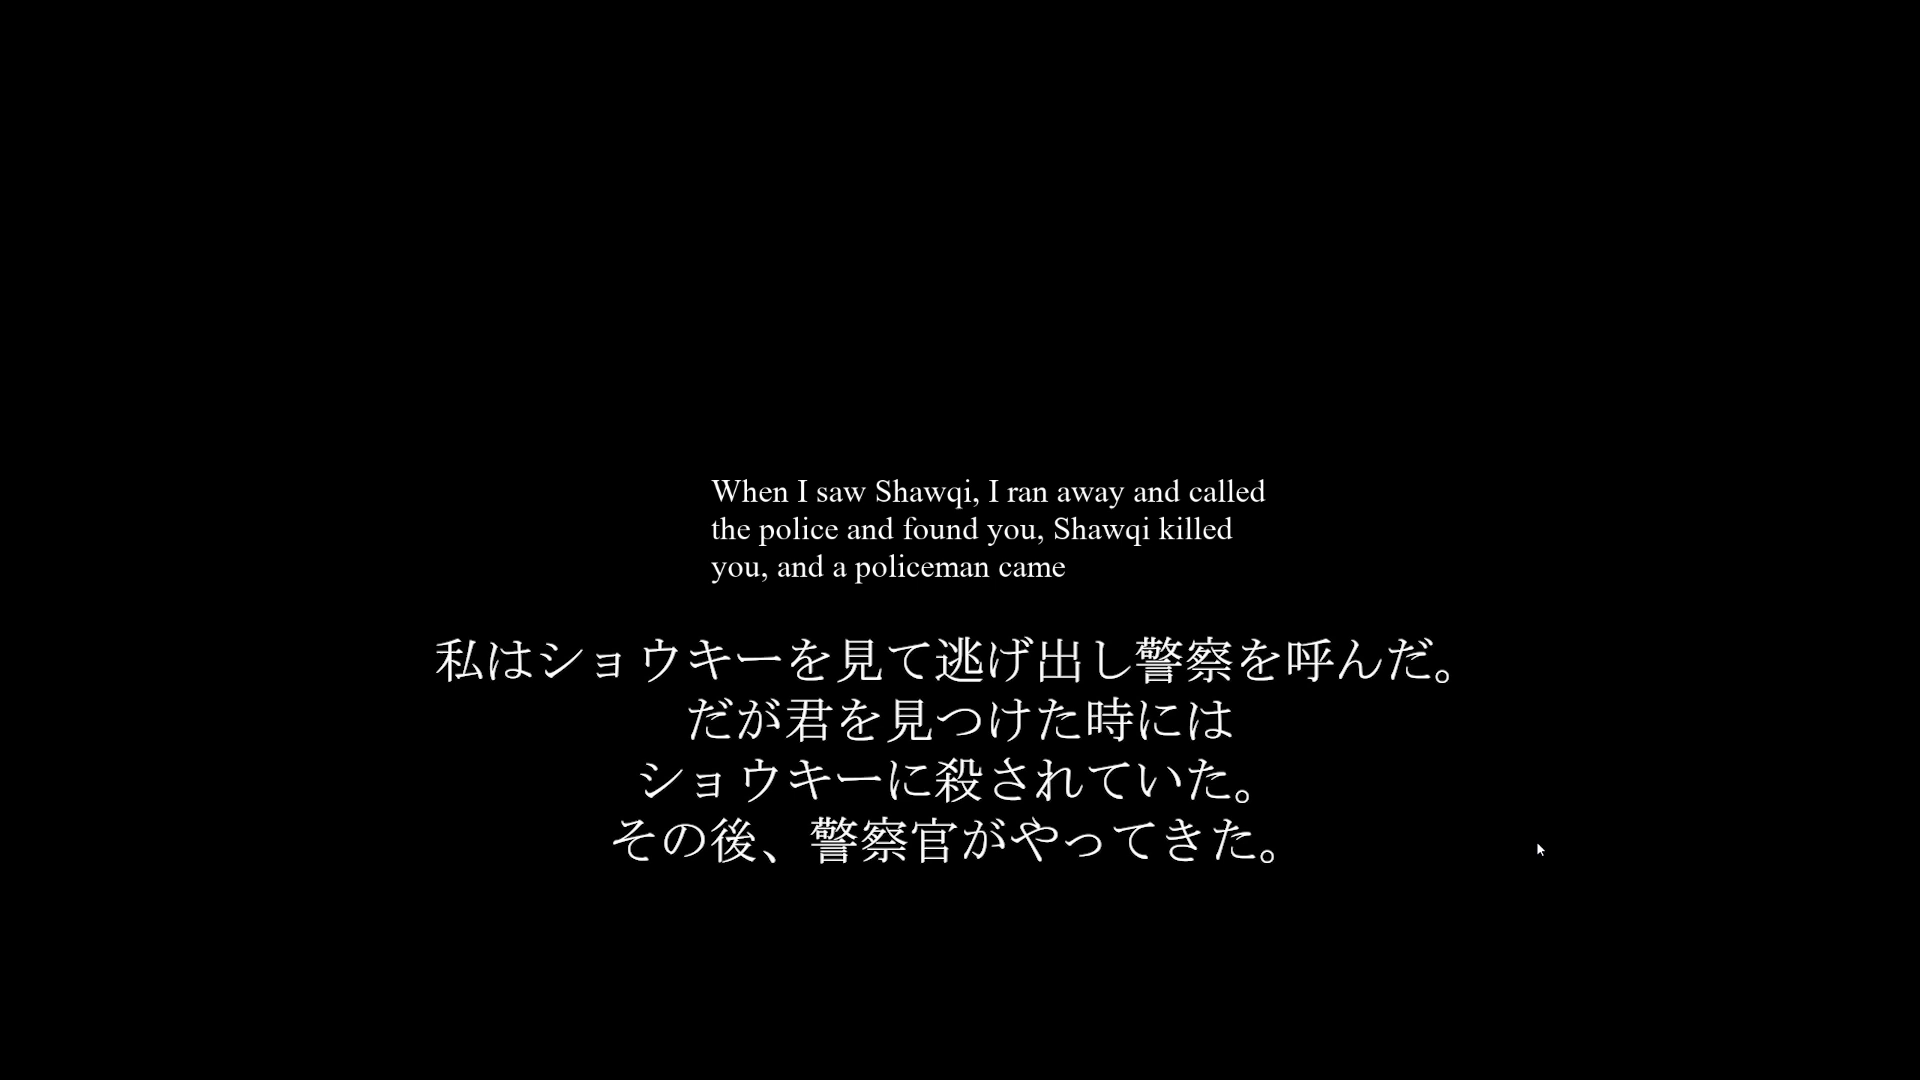 When I saw Shawqi, I ran away and called
the police and found you, Shawqi killed
you, and a policeman came
私はショウキーを見て逃げ出し警察を呼んだ。
だが君を見つけた時には
ショウキーに殺されていた。
その後、警察官がやってきた。